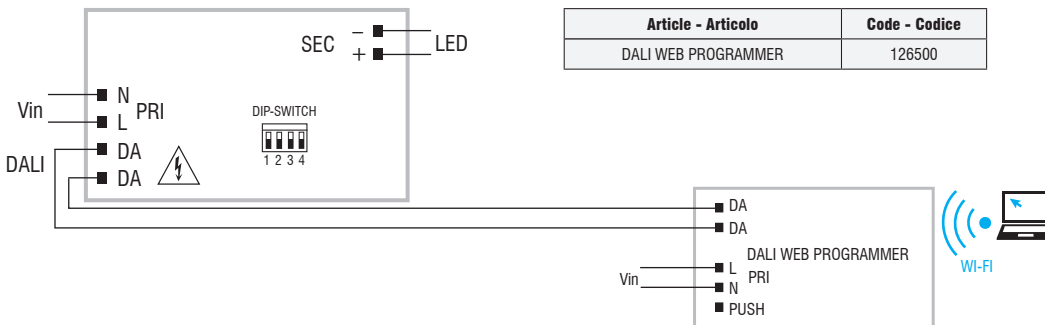 SEC − LED
+
Article - Articolo Code - Codice
DALI WEB PROGRAMMER 126500
Vin N PRI
L
DIP-SWITCH
1 2 3 4
DALI DA
DA
DA
DA
DALI WEB PROGRAMMER
Vin L PRI
N
PUSH
WI-FI